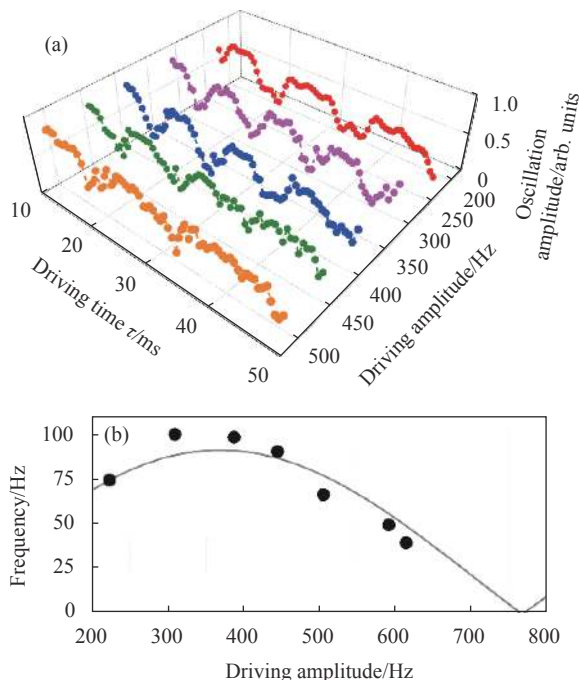 (a)
1.0
0.5
0
Oscillation
amplitude/arb. units
200
250
300
350
400
450
500
Driving amplitude/Hz
10
20
30
40
50
Driving time τ/ms
(b)
100
75
50
25
0
Frequency/Hz
200 300 400 500 600 700 800
Driving amplitude/Hz